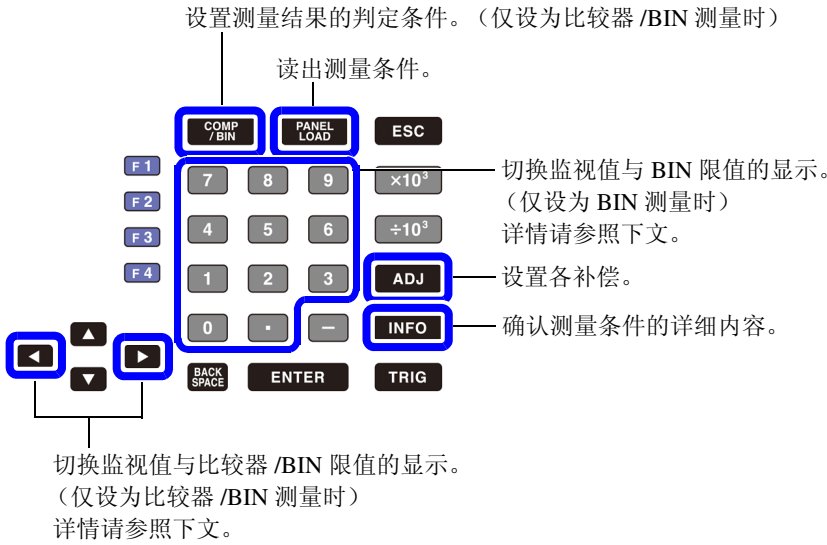 设置测量结果的判定条件。（仅设为比较器 /BIN 测量时）
读出测量条件。
COMP
/ BIN
PANEL
LOAD
ESC
F 1
F 2
F 3
F 4
7 8 9 ×10³
4 5 6 ÷10³
1 2 3 ADJ
0 · − INFO
BACK
SPACE
ENTER
TRIG
切换监视值与 BIN 限值的显示。
（仅设为 BIN 测量时）
详情请参照下文。
设置各补偿。
确认测量条件的详细内容。
切换监视值与比较器 /BIN 限值的显示。
（仅设为比较器 /BIN 测量时）
详情请参照下文。